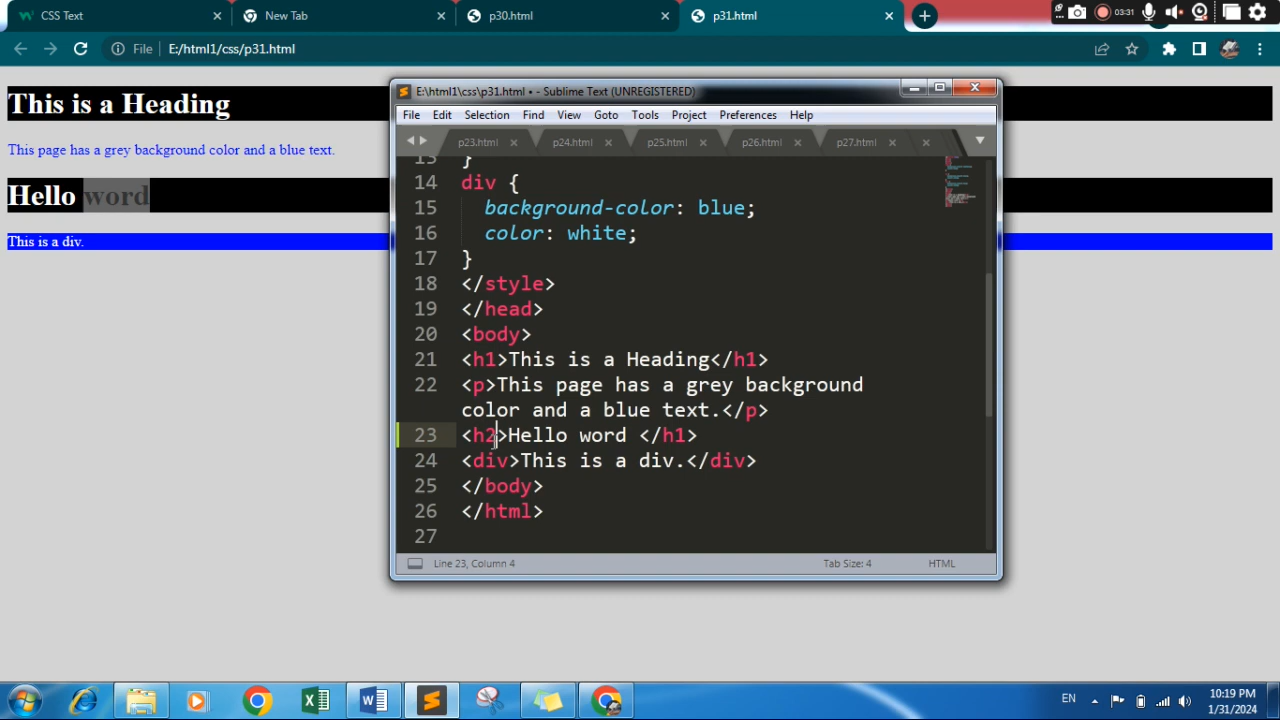 CSS Text
New Tab
p30.html
p31.html
03:31
File
E:/html1/css/p31.html
This is a Heading
This page has a grey background color and a blue text.
Hello word
This is a div.
E:\html1\css\p31.html • - Sublime Text (UNREGISTERED)
File Edit Selection Find View Goto Tools Project Preferences Help
p23.html p24.html p25.html p26.html p27.html
13 }
14 div {
15 background-color: blue;
16 color: white;
17 }
18 </style>
19 </head>
20 <body>
21 <h1>This is a Heading</h1>
22 <p>This page has a grey background
color and a blue text.</p>
23 <h2>Hello word </h1>
24 <div>This is a div.</div>
25 </body>
26 </html>
27
Line 23, Column 4
Tab Size: 4
HTML
EN
10:19 PM
1/31/2024